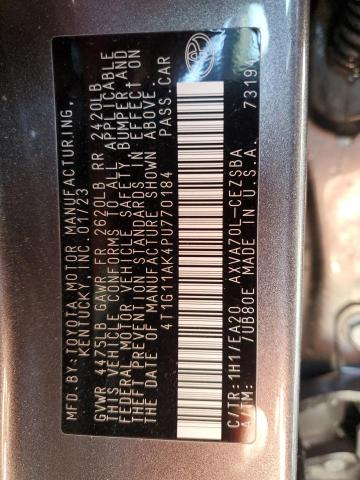 MFD. BY: TOYOTA MOTOR MANUFACTURING,
KENTUCKY, INC. 01/23
GVWR 4475LB GAWR FR 2620LB RR 2420LB
THIS VEHICLE CONFORMS TO ALL APPLICABLE
FEDERAL MOTOR VEHICLE SAFETY, BUMPER AND
THEFT PREVENTION STANDARDS IN EFFECT ON
THE DATE OF MANUFACTURE SHOWN ABOVE.
4T1G11AK4PU770184 PASS. CAR
C/TR: 1H1/EA20 AXVA70L-CEZSBA
A/TM: /UB80E MADE IN U.S.A. 73194